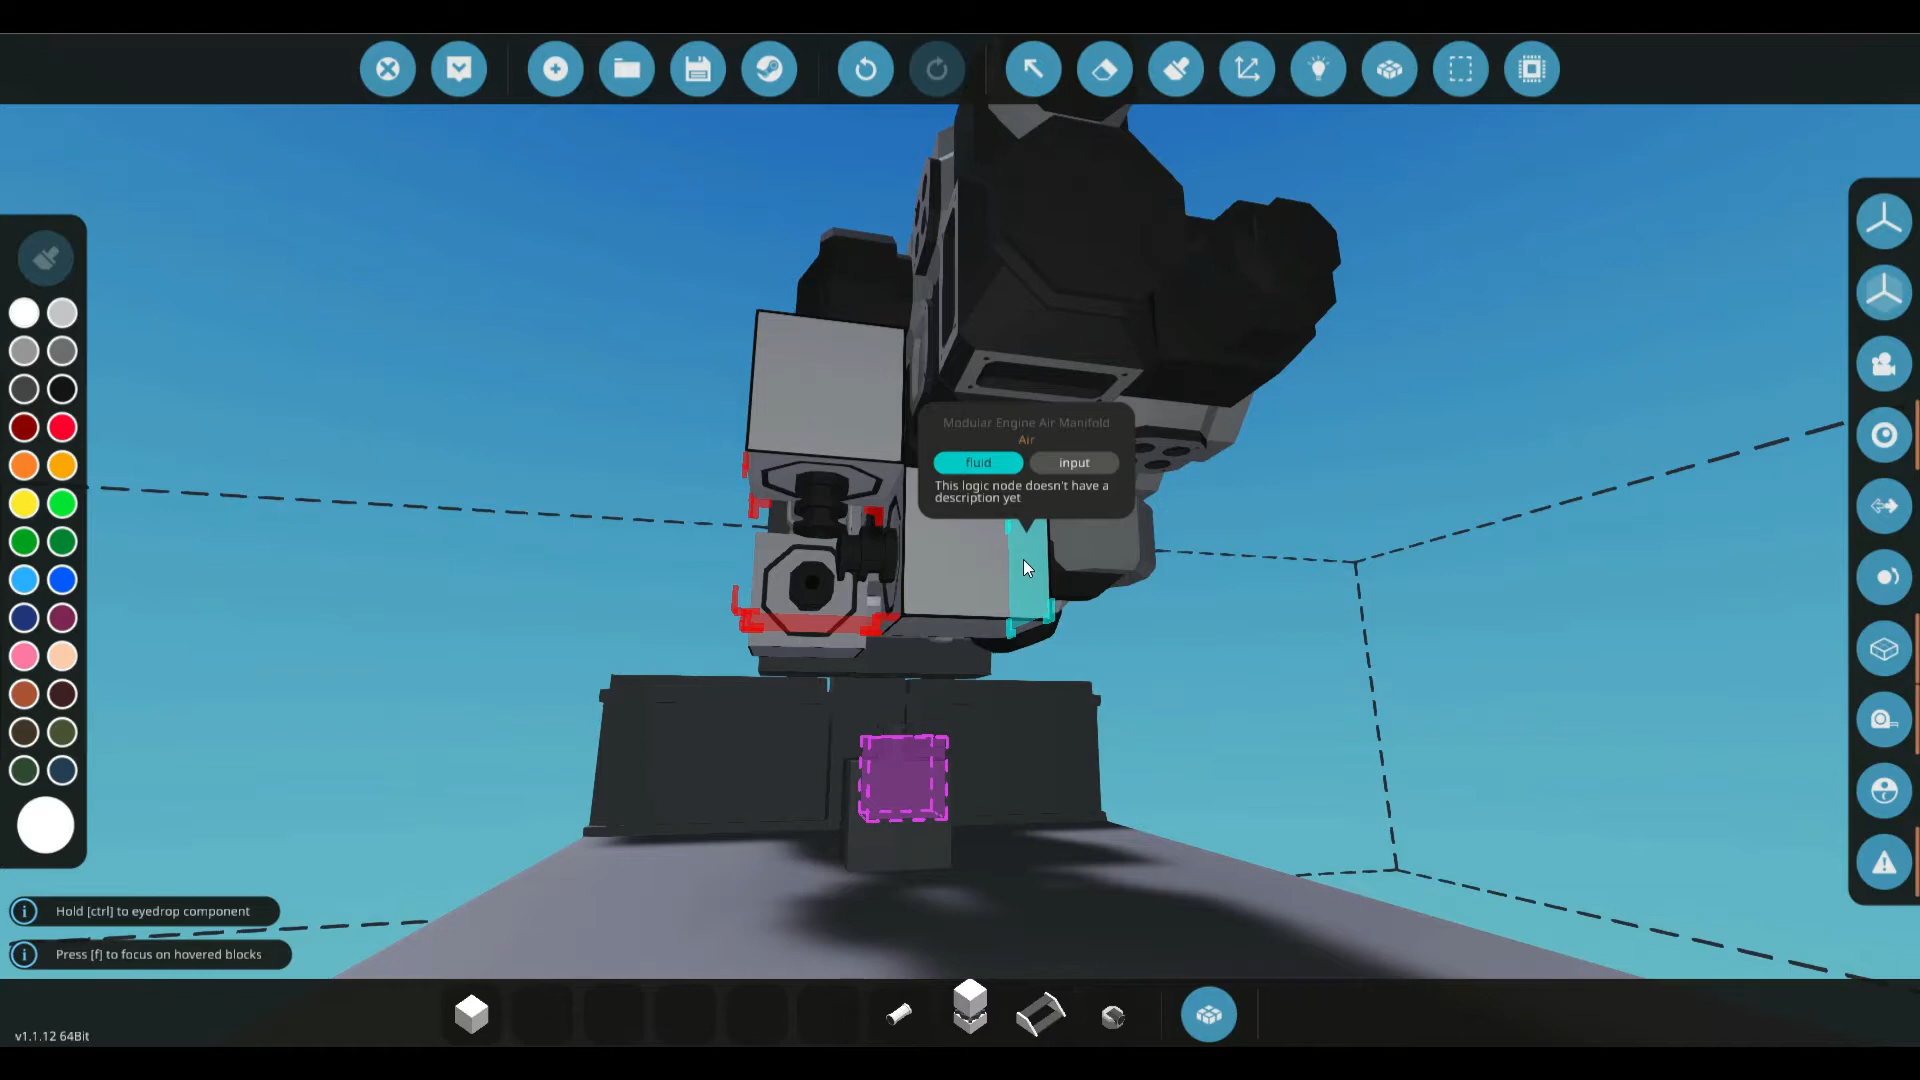 Modular Engine Air Manifold
Air
fluid
input
This logic node doesn't have a
description yet
Hold [ctrl] to eyedrop component
Press [f] to focus on hovered blocks
v1.1.12 64Bit